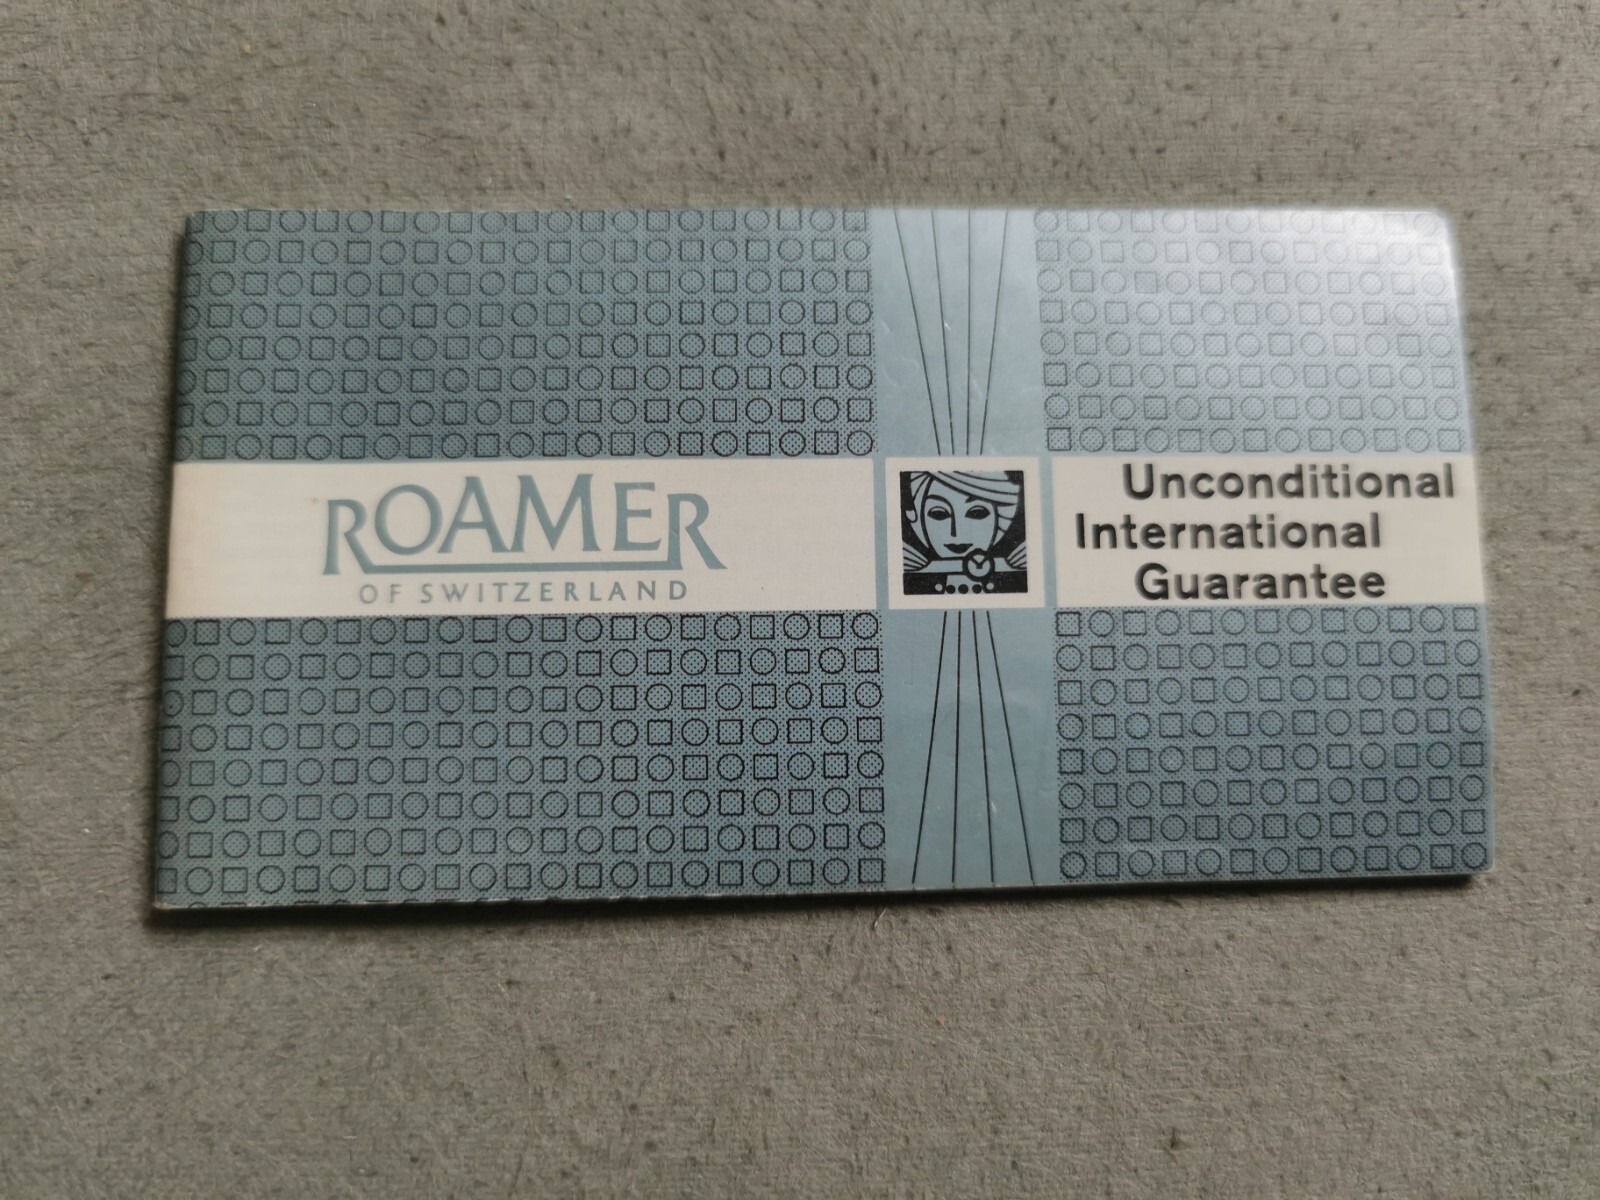 ROAMER
OF SWITZERLAND
Unconditional
International
Guarantee